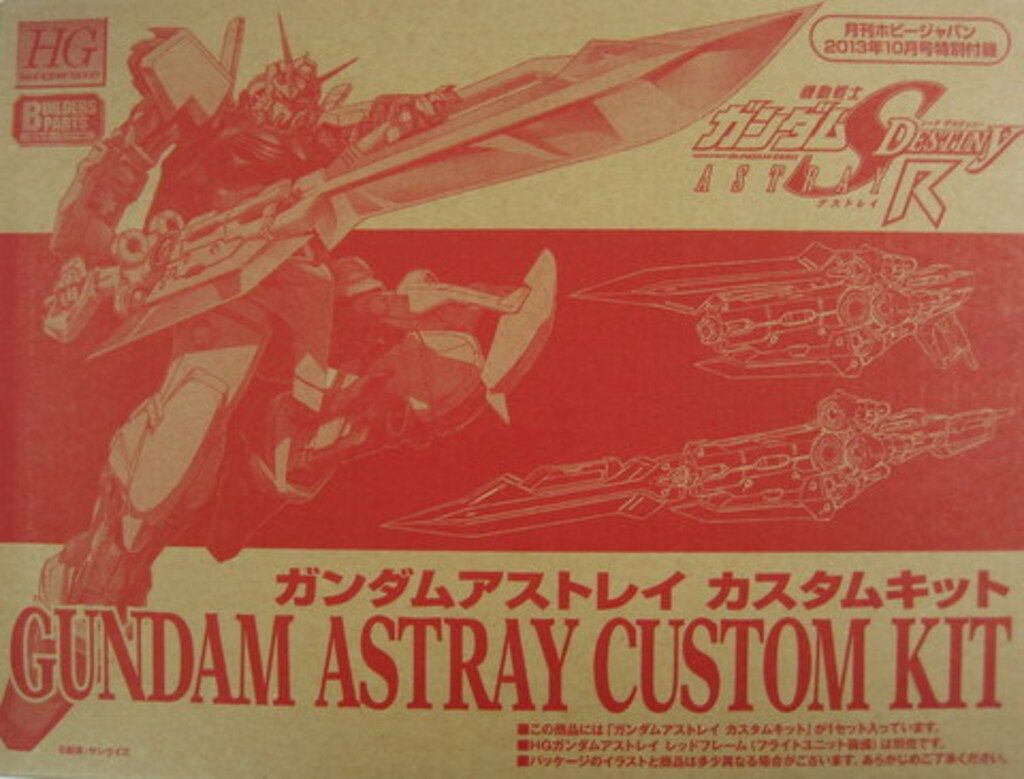 HG
BUILDERS
PARTS
月刊ホビージャパン
2013年10月号特別付録
機動戦士
ガンダムSEED DESTINY
ASTRAY R
アストレイ
ガンダムアストレイ カスタムキット
GUNDAM ASTRAY CUSTOM KIT
■この商品には「ガンダムアストレイ カスタムキット」が1セット入っています。
■HGガンダムアストレイ レッドフレーム(フライトユニット装備)は別売です。
■パッケージのイラストと商品は多少異なる場合がございます。あらかじめご了承ください。
©創通・サンライズ